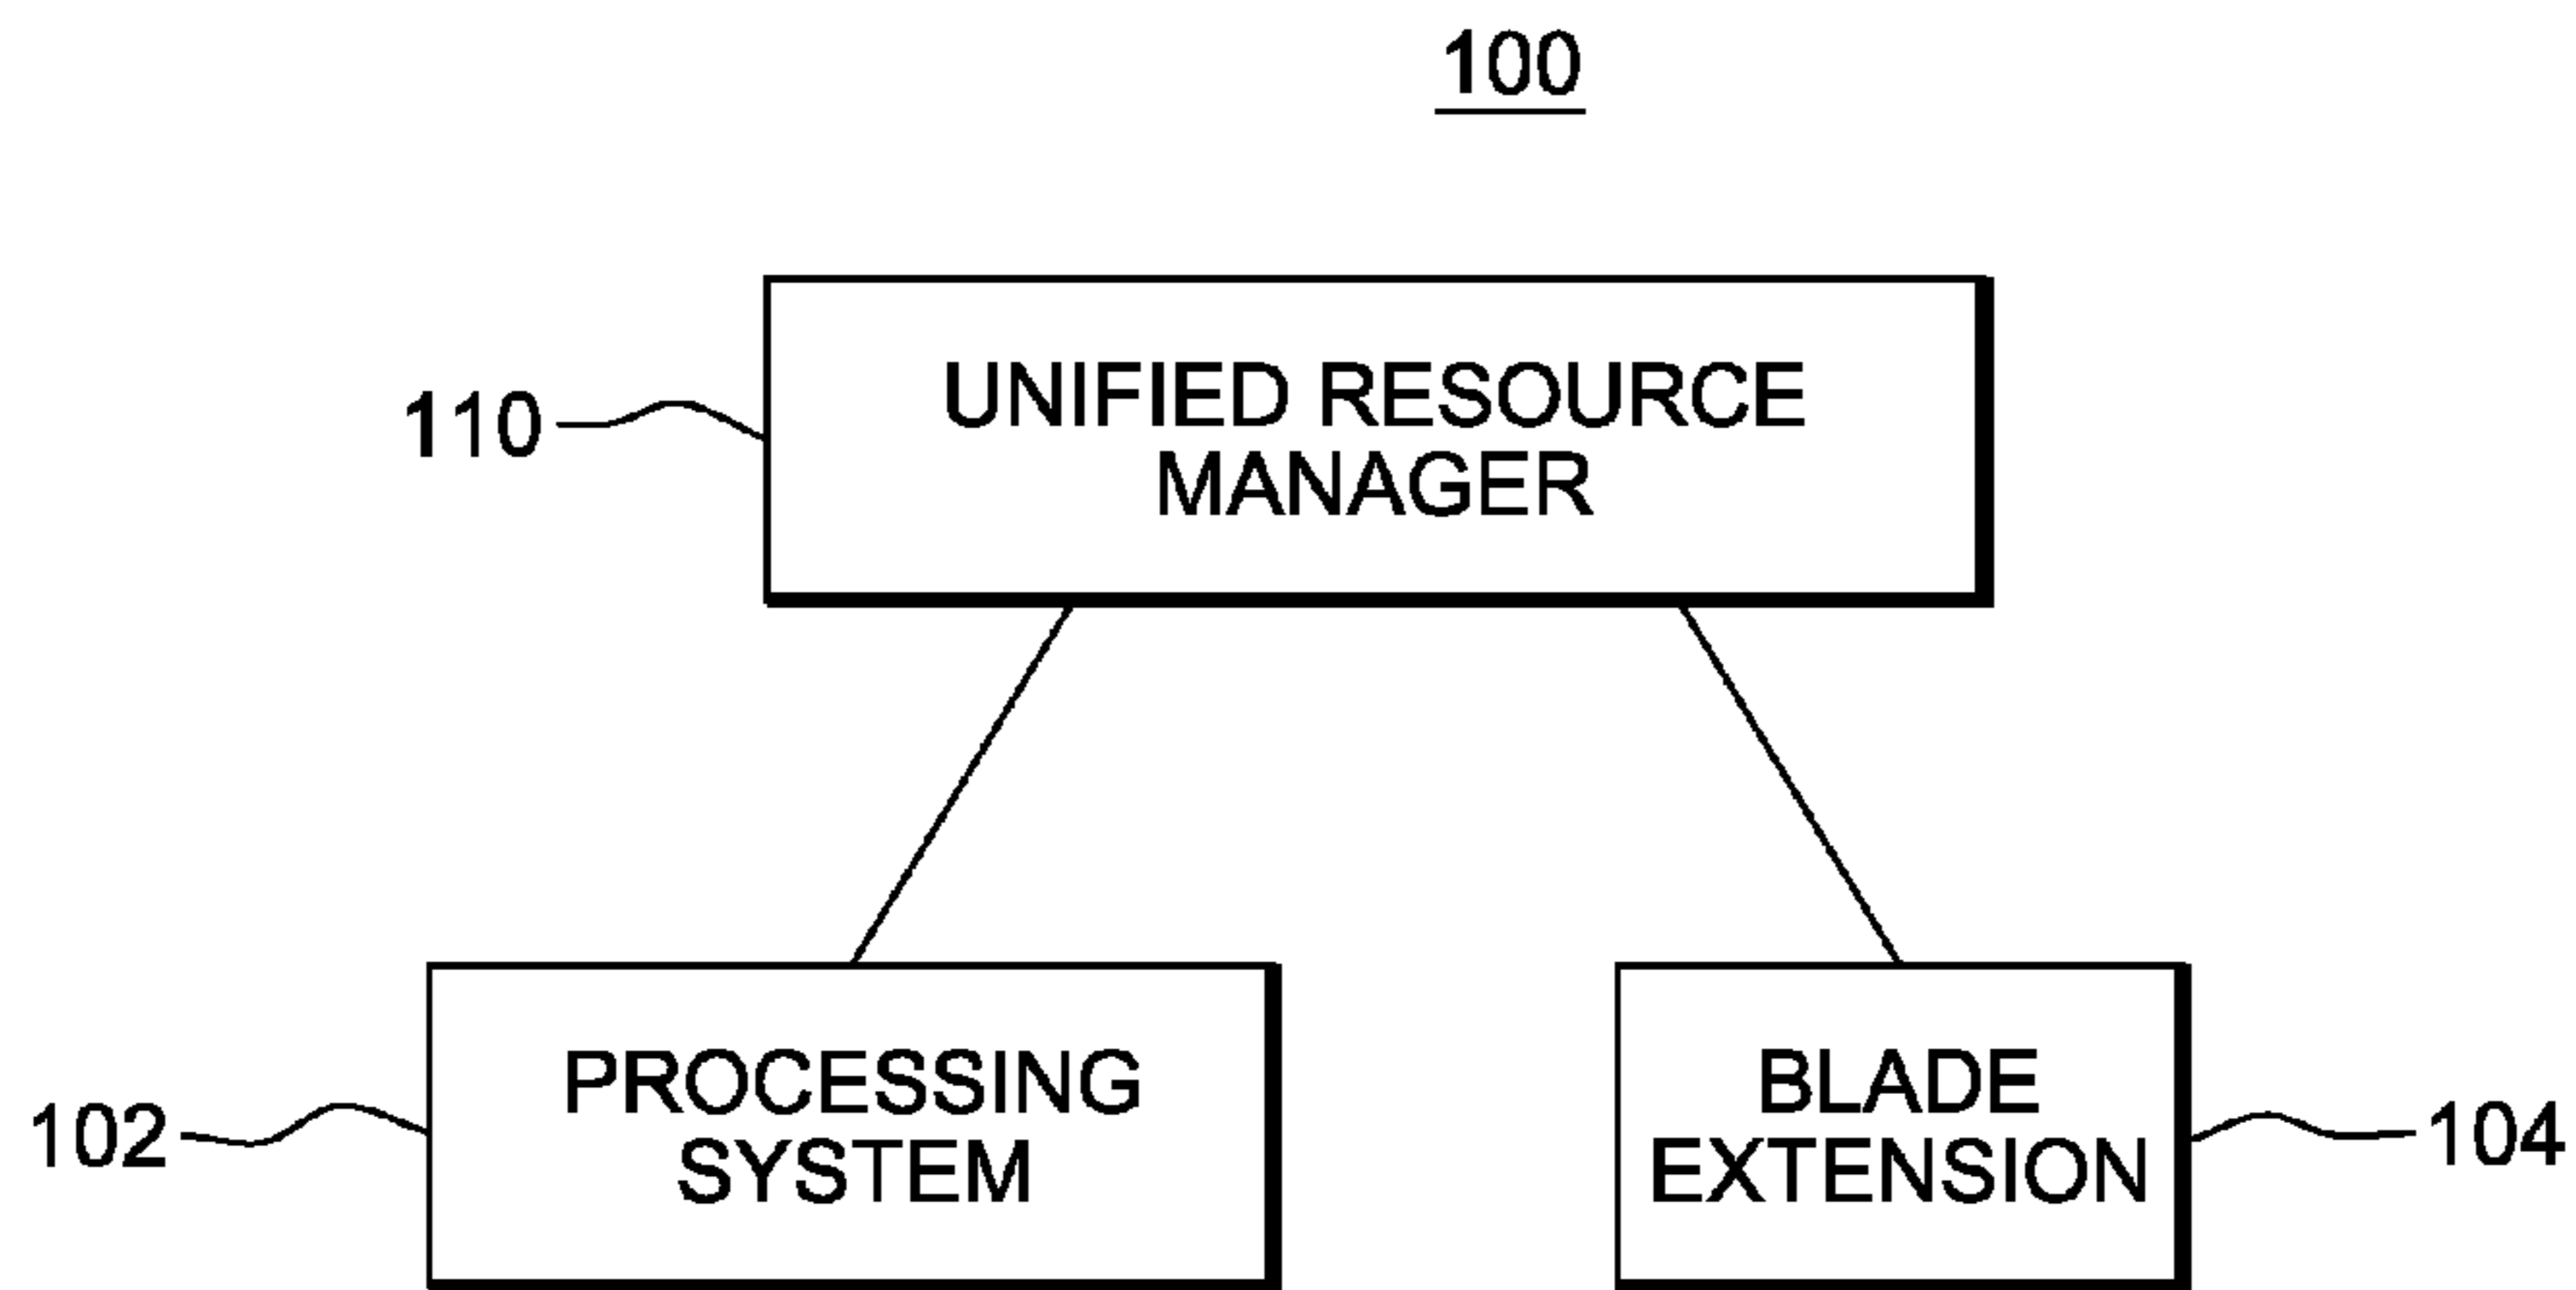 100
110
UNIFIED RESOURCE
MANAGER
102
PROCESSING
SYSTEM
BLADE
EXTENSION
104